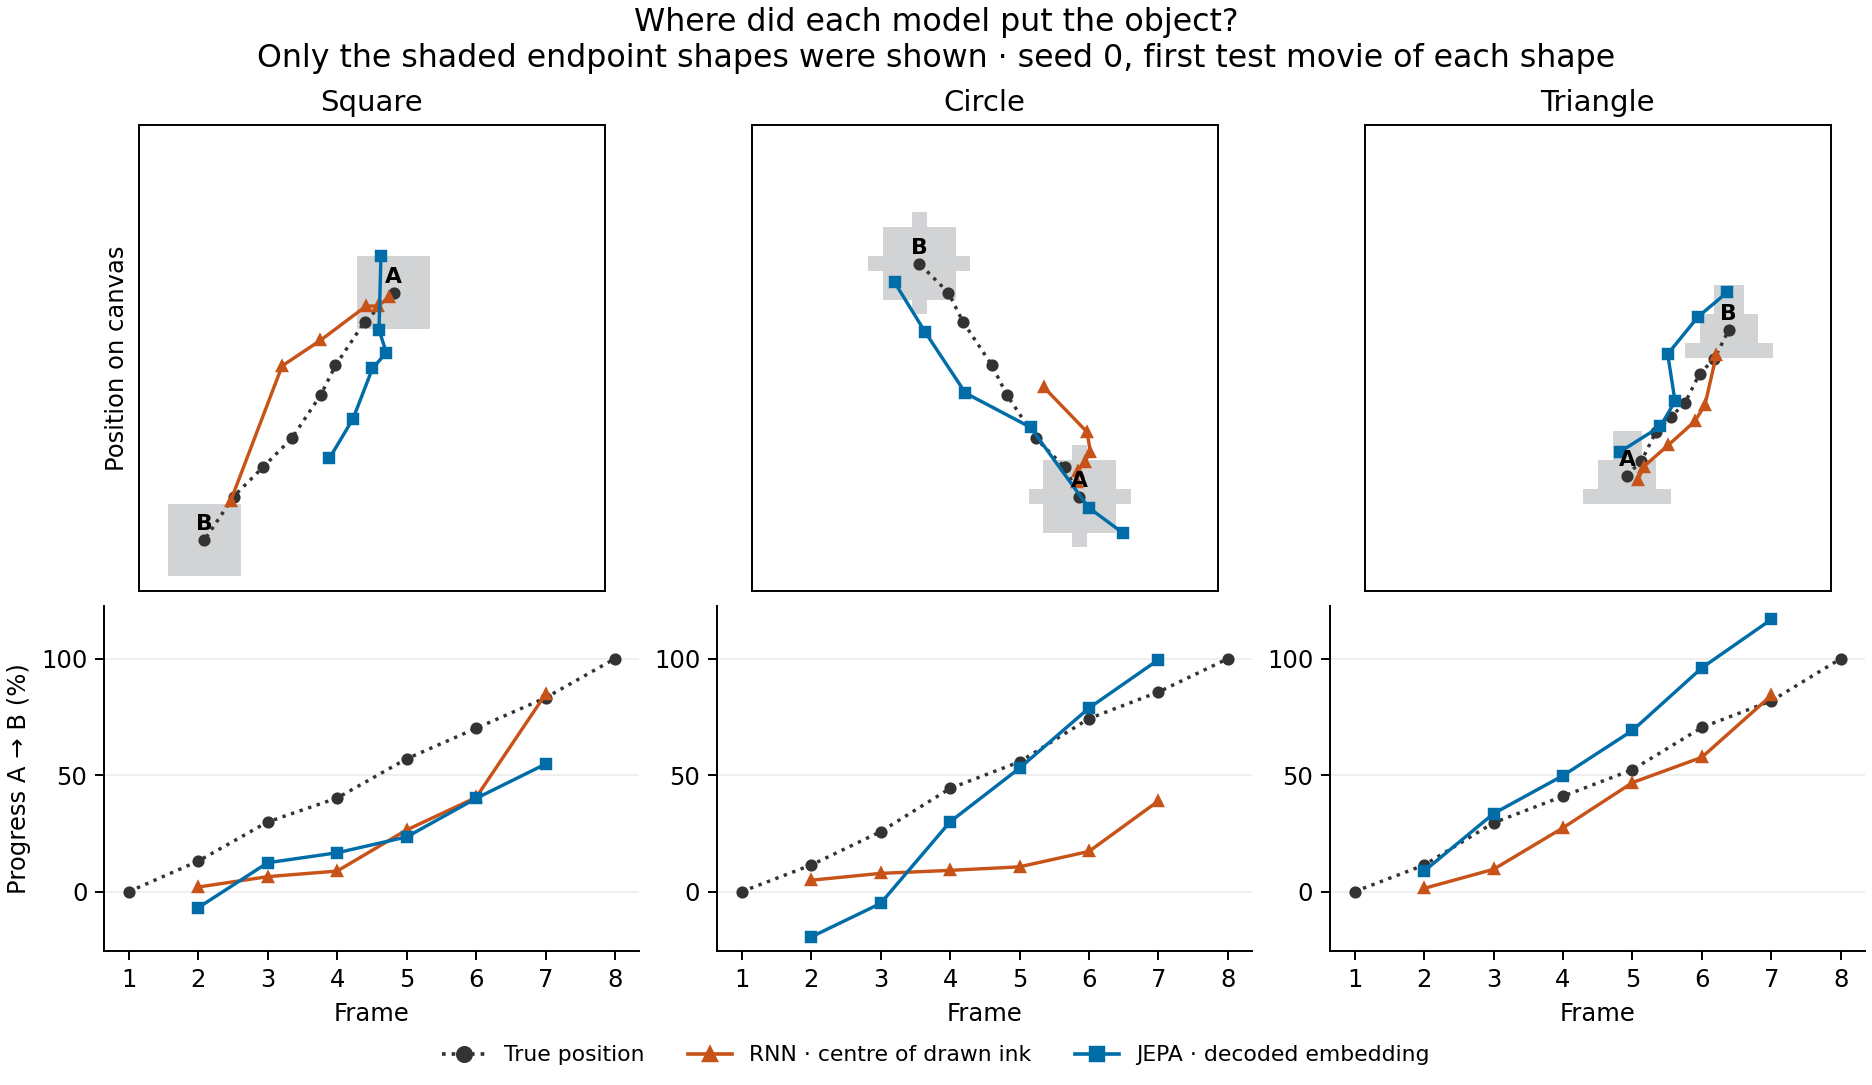 Where did each model put the object?
Only the shaded endpoint shapes were shown · seed 0, first test movie of each shape
Square
Circle
Triangle
Position on canvas
A
B
B
A
B
A
Progress A → B (%)
100
50
0
1 2 3 4 5 6 7 8
Frame
100
50
0
1 2 3 4 5 6 7 8
Frame
100
50
0
1 2 3 4 5 6 7 8
Frame
True position
RNN · centre of drawn ink
JEPA · decoded embedding